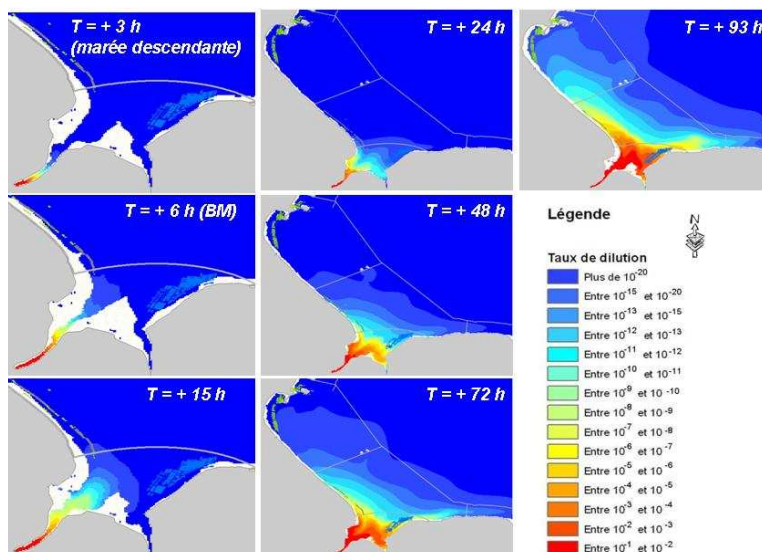 T = + 3 h
(marée descendante)
T = + 24 h
T = + 93 h
T = + 6 h (BM)
T = + 48 h
T = + 15 h
T = + 72 h
Légende
N
Taux de dilution
Plus de 10-20
Entre 10-15 et 10-20
Entre 10-13 et 10-15
Entre 10-12 et 10-13
Entre 10-11 et 10-12
Entre 10-10 et 10-11
Entre 10-9 et 10 -10
Entre 10-8 et 10-9
Entre 10-7 et 10-8
Entre 10-6 et 10-7
Entre 10-5 et 10-6
Entre 10-4 et 10-5
Entre 10-3 et 10-4
Entre 10-2 et 10-3
Entre 10-1 et 10-2